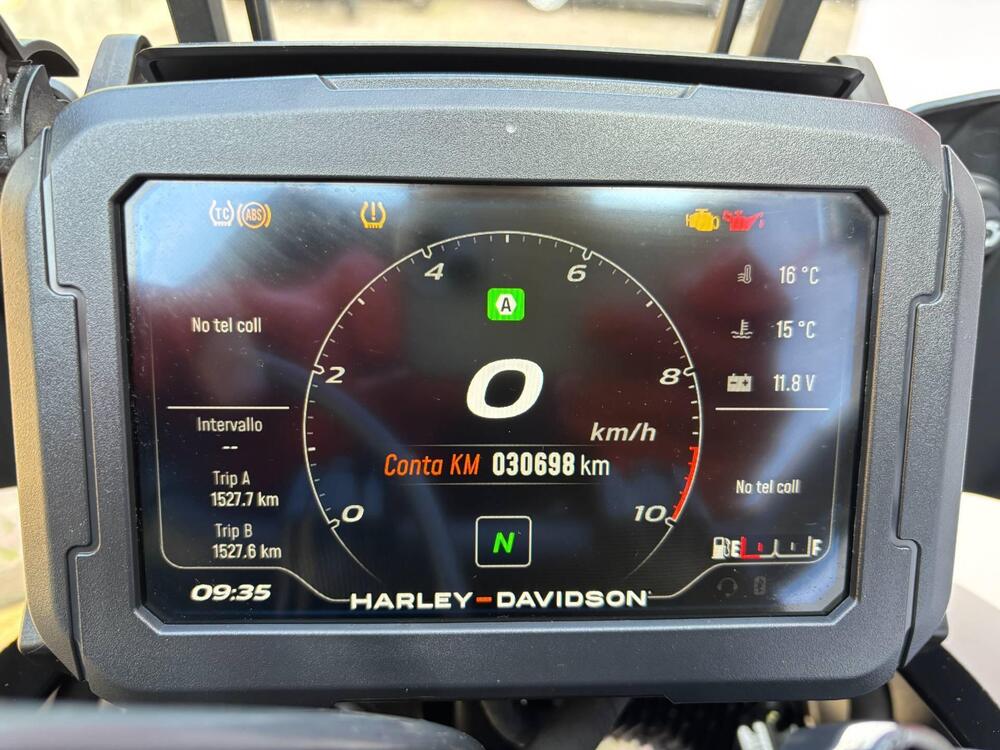 TC ABS
4 6
A
16 °C
No tel coll
15 °C
2 8
0
11.8 V
km/h
Intervallo
--
Conta KM 030698 km
Trip A
1527.7 km
No tel coll
0 10
Trip B
1527.6 km
N
E F
09:35
HARLEY-DAVIDSON